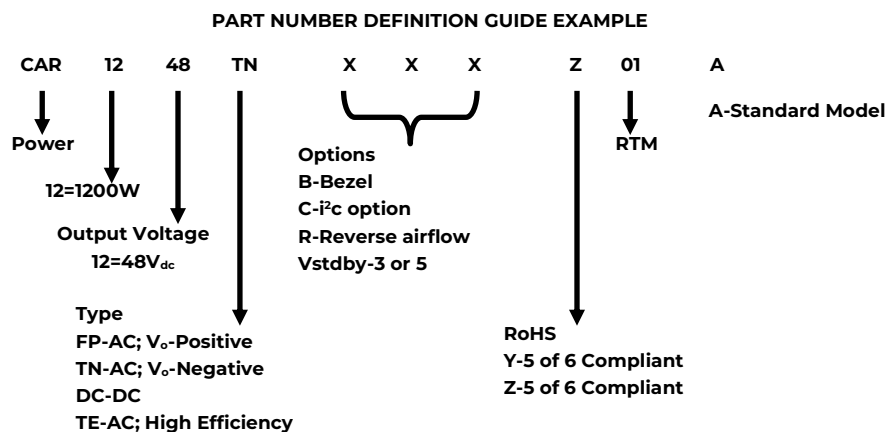 PART NUMBER DEFINITION GUIDE EXAMPLE
CAR 12 48 TN X X X Z 01 A
A-Standard Model
Power
RTM
12=1200W
Options
B-Bezel
C-i²c option
R-Reverse airflow
Vstdby-3 or 5
Output Voltage
12=48Vdc
Type
FP-AC; Vₒ-Positive
TN-AC; Vₒ-Negative
DC-DC
TE-AC; High Efficiency
RoHS
Y-5 of 6 Compliant
Z-5 of 6 Compliant